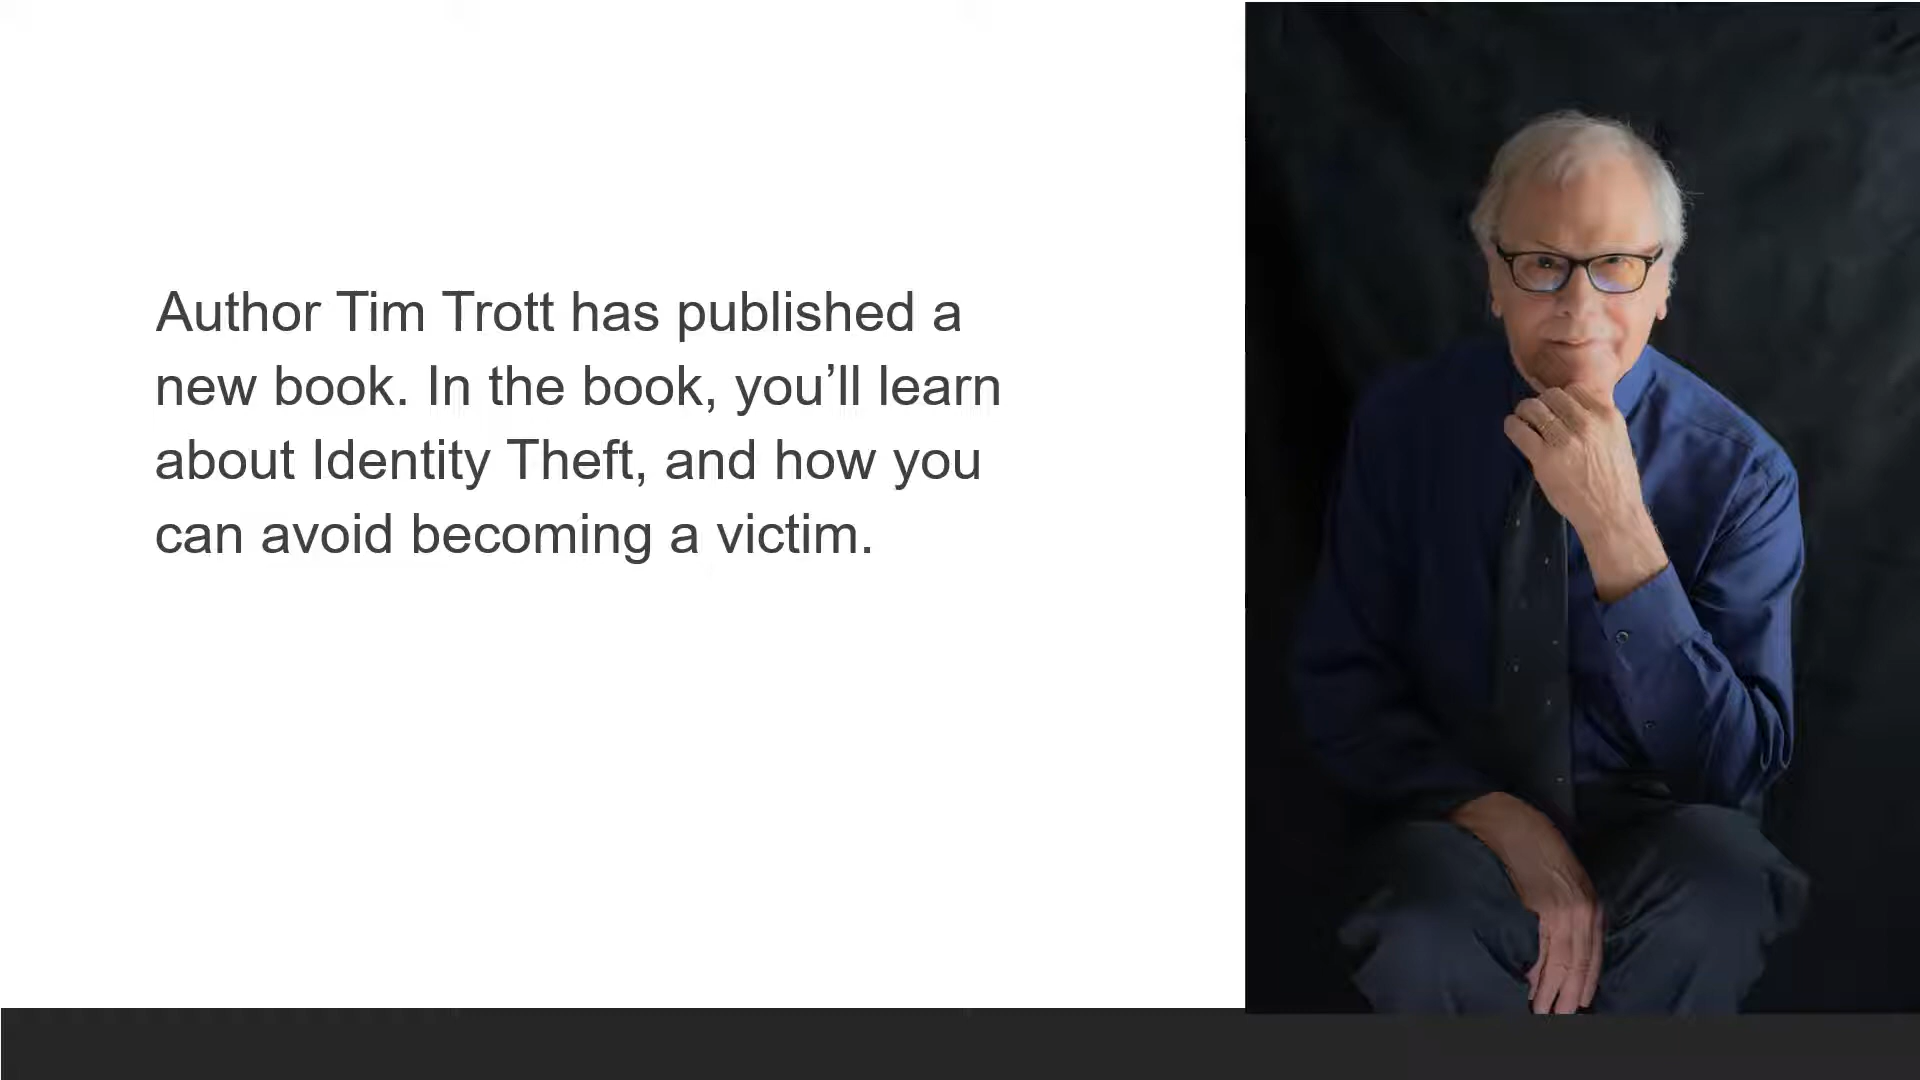 Author Tim Trott has published a
new book. In the book, you’ll learn
about Identity Theft, and how you
can avoid becoming a victim.